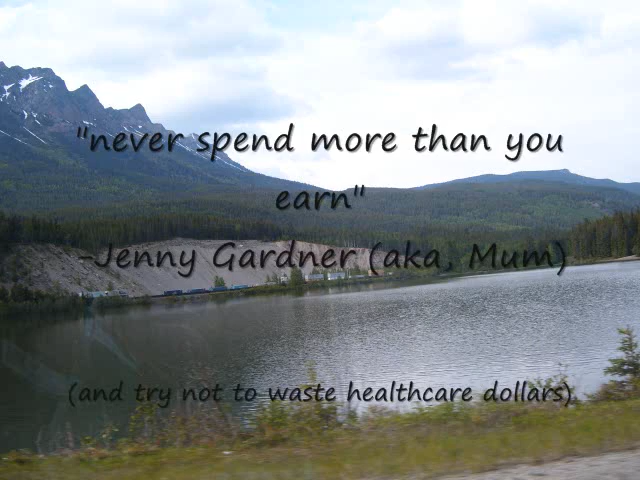 "never spend more than you
earn"
-Jenny Gardner (aka, Mum)
(and try not to waste healthcare dollars)